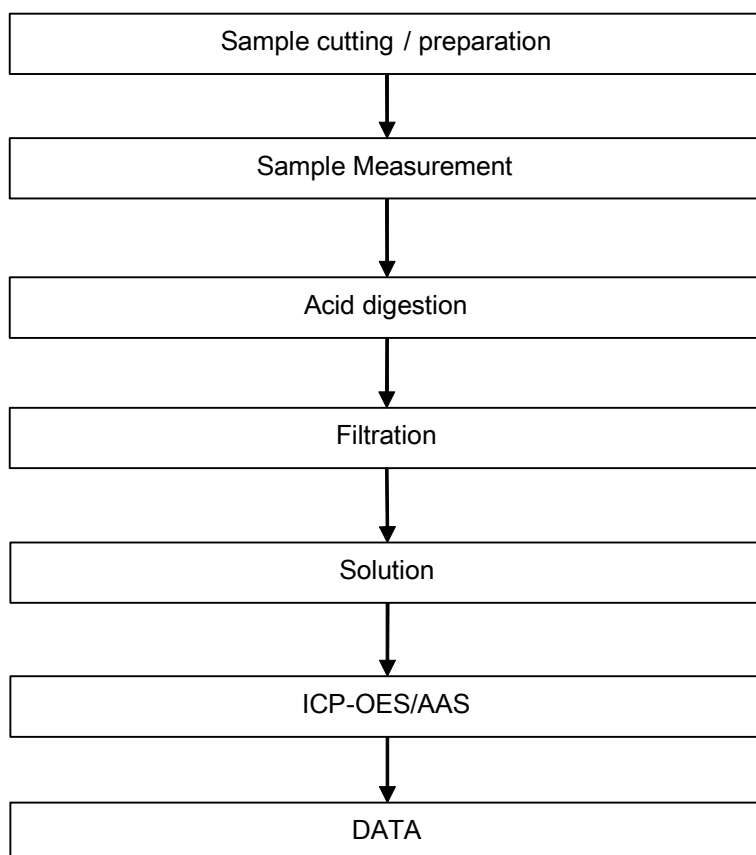 Sample cutting / preparation
Sample Measurement
Acid digestion
Filtration
Solution
ICP-OES/AAS
DATA